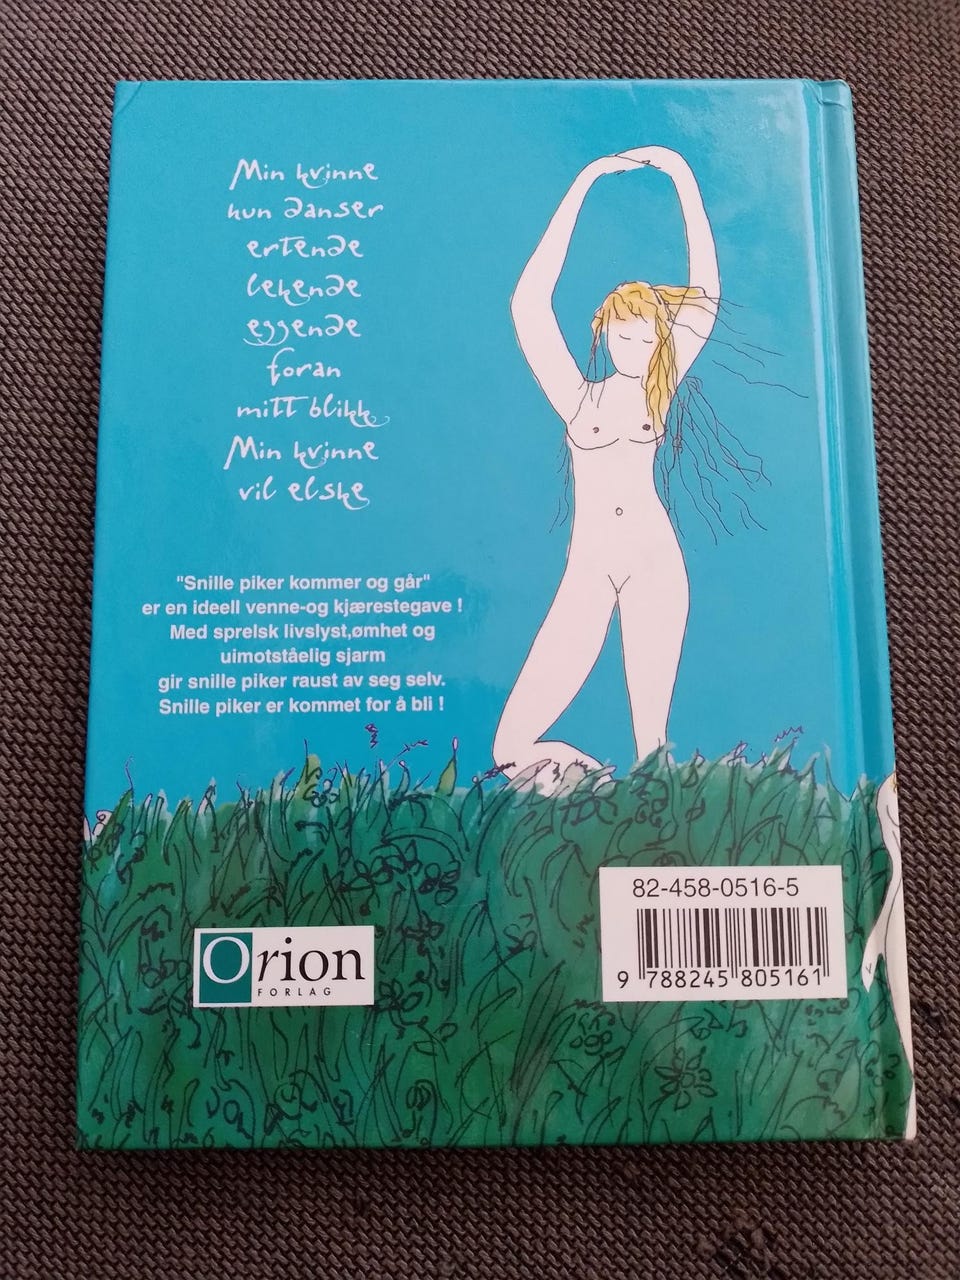 Min kvinne
hun danser
ertende
lekende
eggende
foran
mitt blikk
Min kvinne
vil elske
"Snille piker kommer og går"
er en ideell venne-og kjærestegave !
Med sprelsk livslyst,ømhet og
uimotståelig sjarm
gir snille piker raust av seg selv.
Snille piker er kommet for å bli !
82-458-0516-5
9 788245 805161
Orion
FORLAG